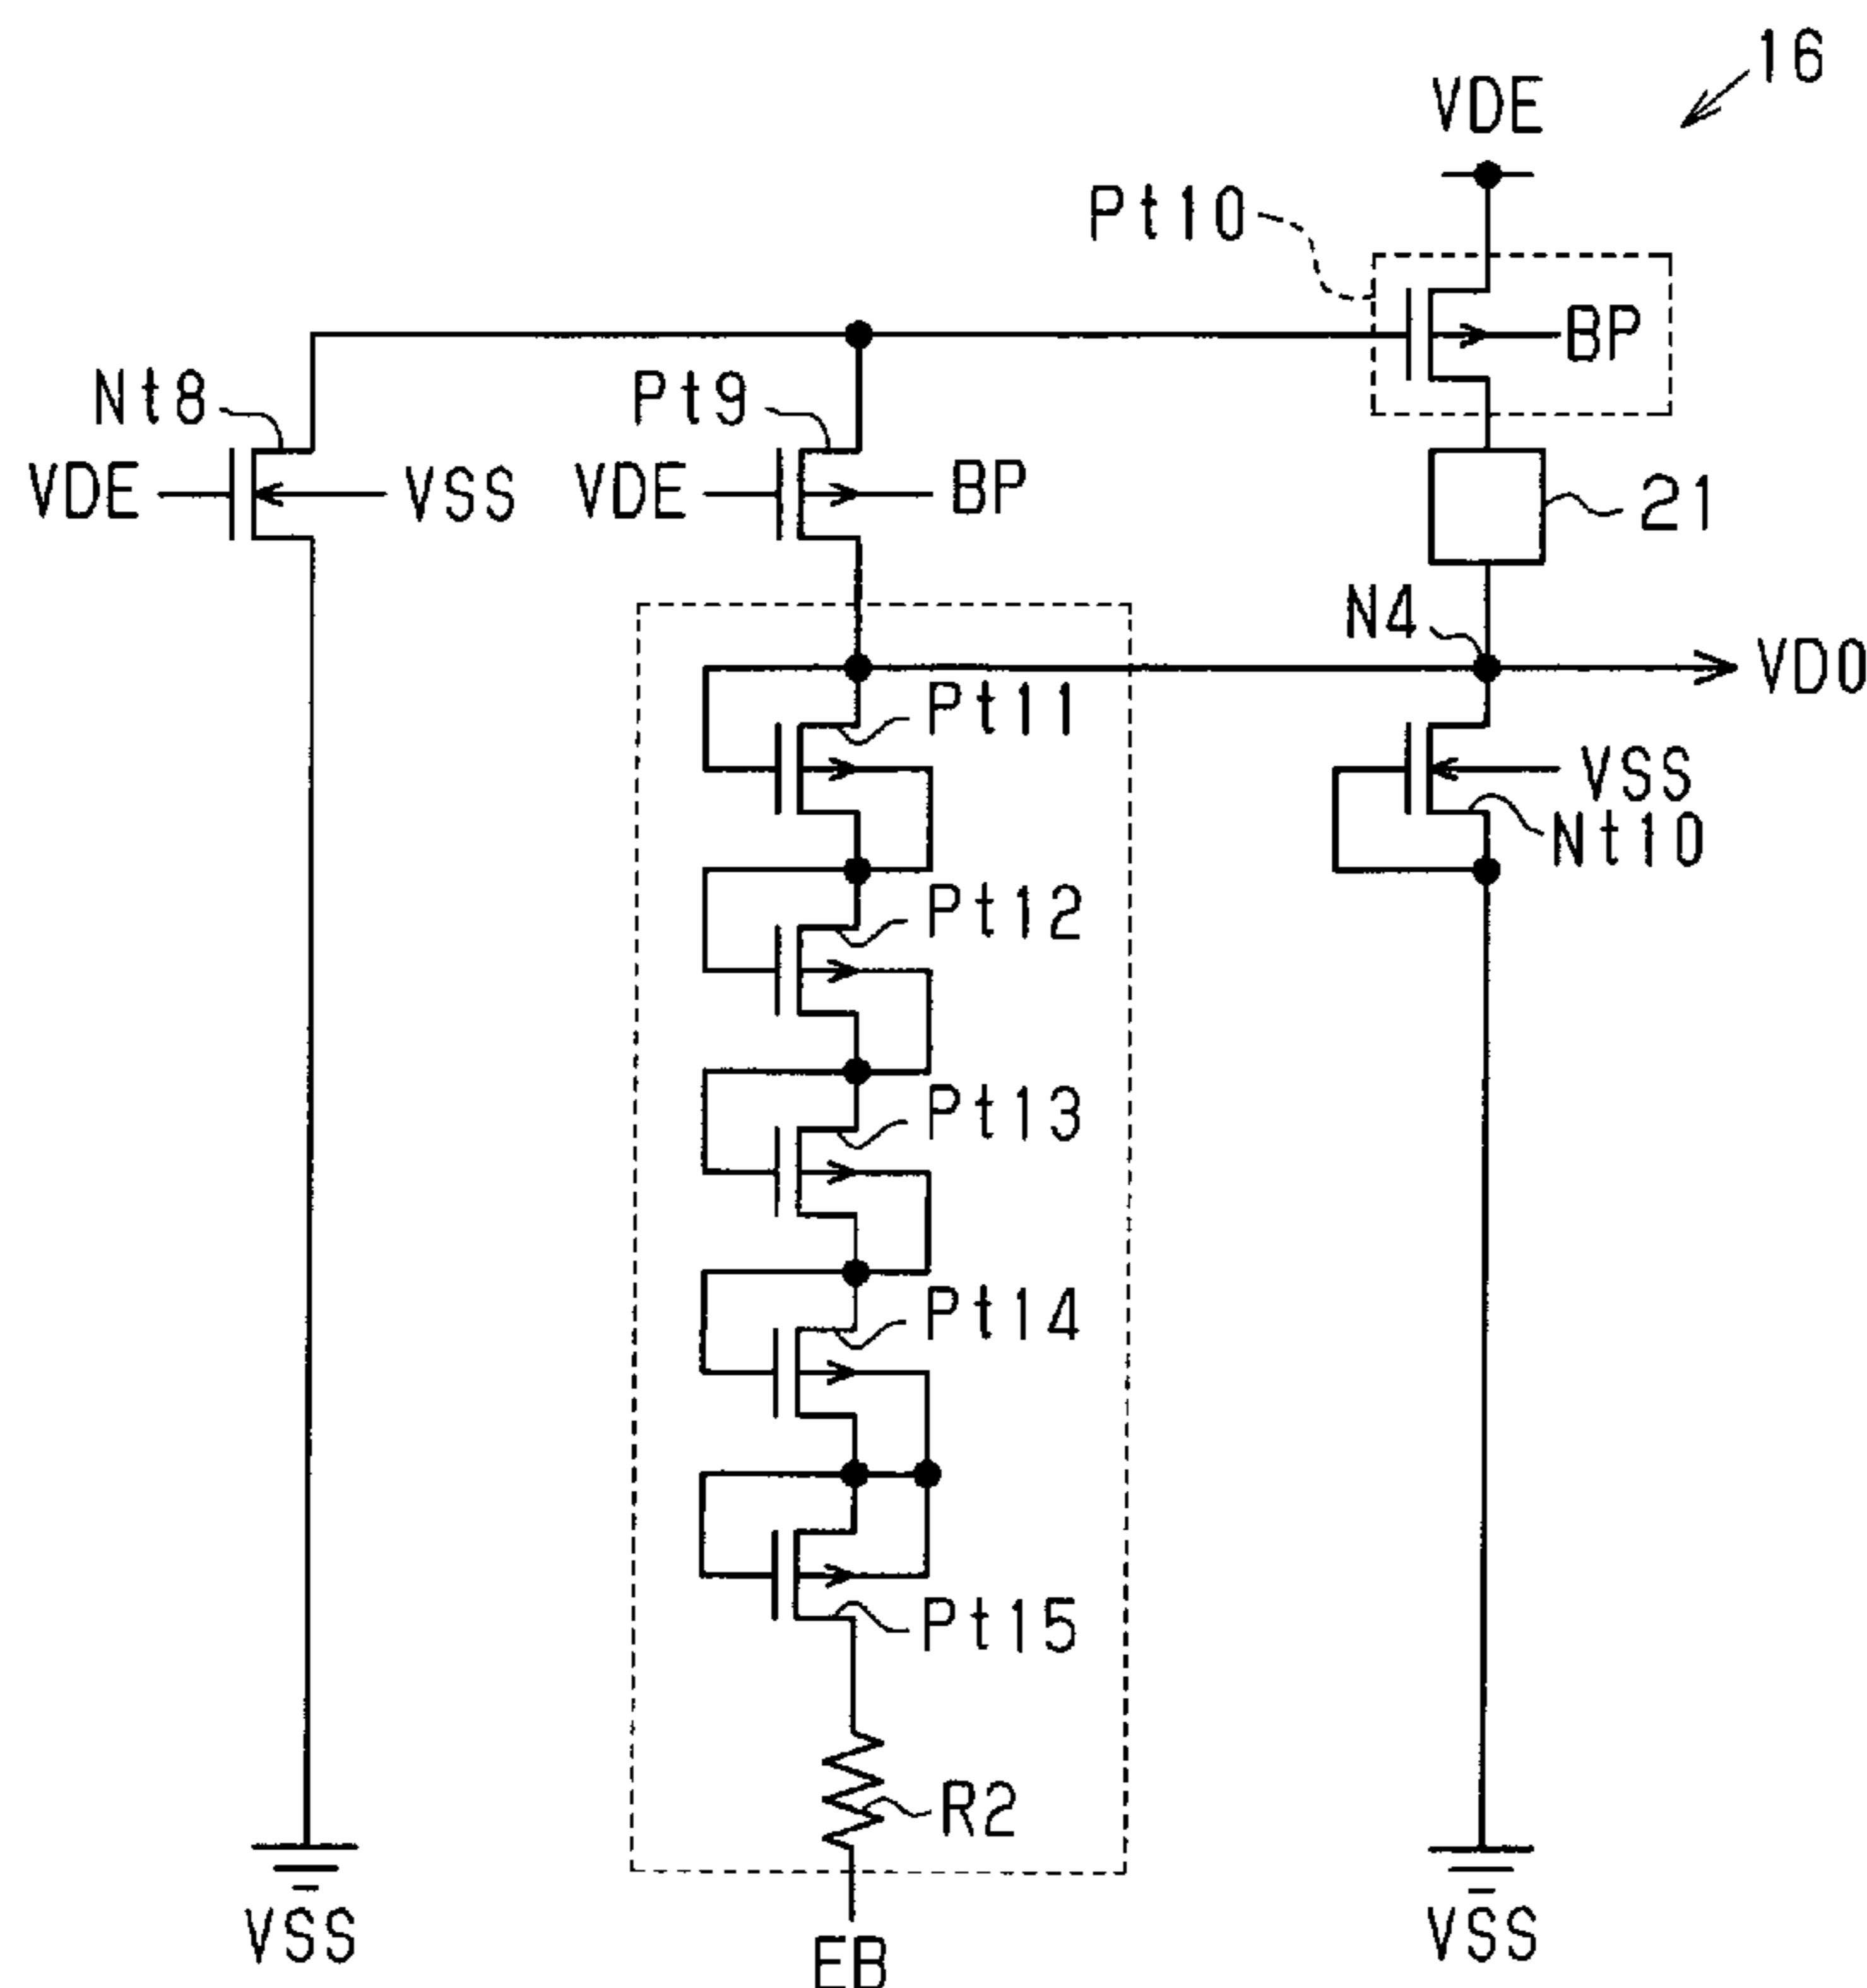 16
VDE
Pt10
BP
Nt8
Pt9
VDE
VSS
VDE
BP
21
N4
VD0
Pt11
VSS
Nt10
Pt12
Pt13
Pt14
Pt15
R2
VSS
EB
VSS